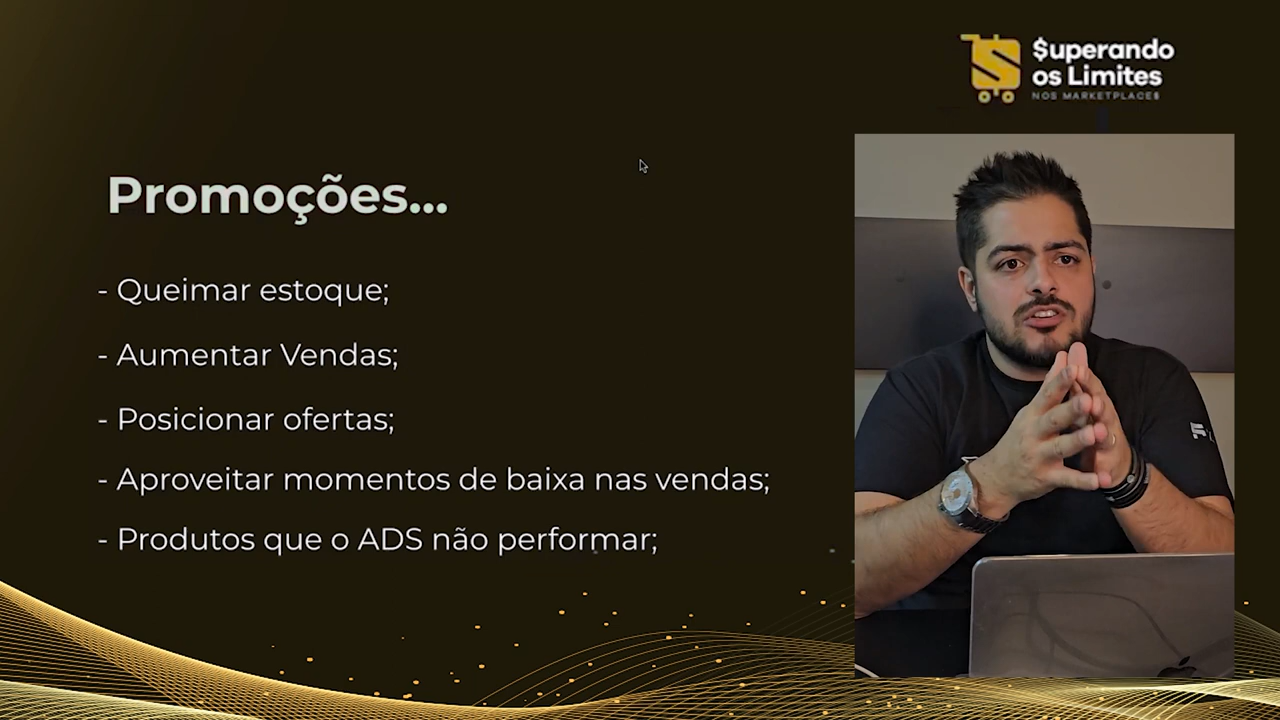 $uperando
os Limites
NOS MARKETPLACE$
Promoções...
- Queimar estoque;
- Aumentar Vendas;
- Posicionar ofertas;
- Aproveitar momentos de baixa nas vendas;
- Produtos que o ADS não performar;